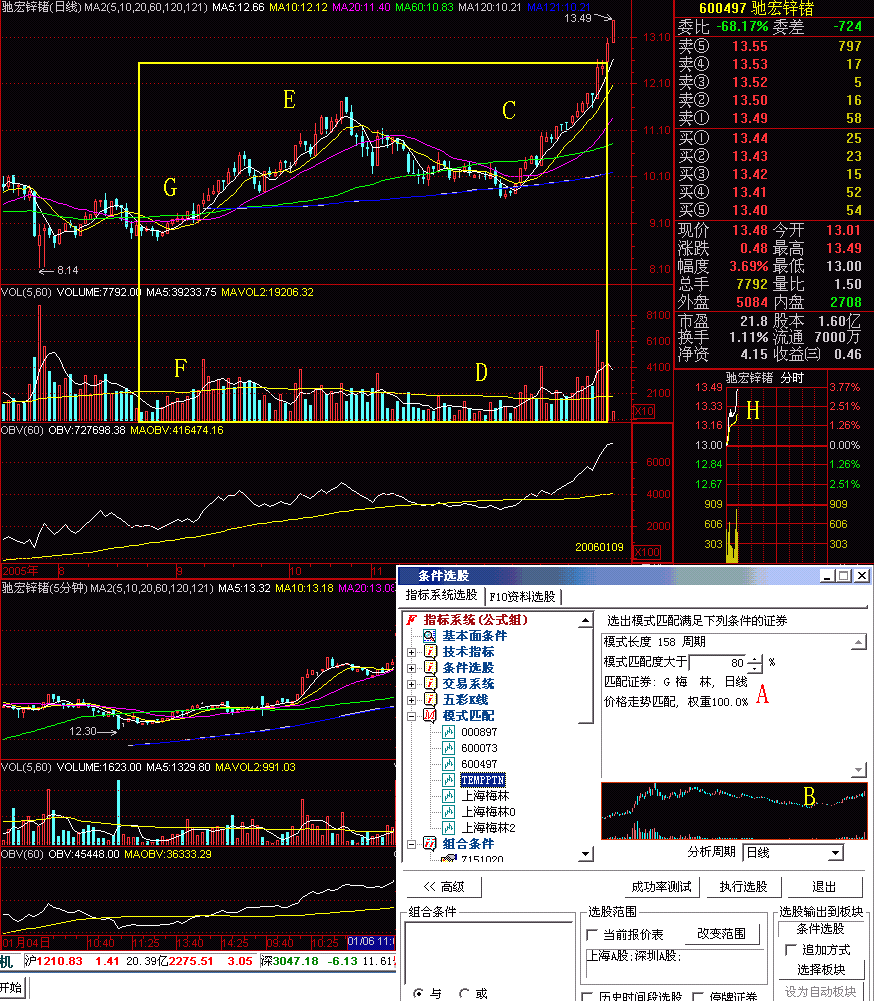 驰宏锌锗(日线) MA2(5,10,20,60,120,121) MA5:12.66 MA10:12.12 MA20:11.40 MA60:10.83 MA120:10.21 MA121:10.21
13.49
13.10
12.10
11.10
10.10
9.10
8.10
E
C
G
8.14
VOL(5,60) VOLUME:7792.00 MA5:39233.75 MAVOL2:19206.32
8100
6100
4100
2100
X10
F
D
OBV(60) OBV:727698.38 MAOBV:416474.16
6000
4000
2000
X100
20060109
2005年 8 9 10 11
600497 驰宏锌锗
委比 -68.17% 委差 -724
卖⑤ 13.55 797
卖④ 13.53 17
卖③ 13.52 5
卖② 13.50 16
卖① 13.49 58
买① 13.44 25
买② 13.43 23
买③ 13.42 15
买④ 13.41 52
买⑤ 13.40 54
现价 13.48 今开 13.01
涨跌 0.48 最高 13.49
幅度 3.69% 最低 13.00
总手 7792 量比 1.50
外盘 5084 内盘 2708
市盈 21.8 股本 1.60亿
换手 1.11% 流通 7000万
净资 4.15 收益㈢ 0.46
驰宏锌锗 分时
13.49 3.77%
13.33 2.51%
13.16 1.26%
13.00 0.00%
12.84 1.26%
12.67 2.51%
909 909
606 606
303 303
H
驰宏锌锗(5分钟) MA2(5,10,20,60,120,121) MA5:13.32 MA10:13.18 MA20:13.06
12.30
VOL(5,60) VOLUME:1623.00 MA5:1329.80 MAVOL2:991.03
OBV(60) OBV:45448.00 MAOBV:36333.29
01月04日 10:40 11:25 13:40 14:25 09:40 10:25 01/06 11:
机 沪1210.83 1.41 20.39亿 2275.51 3.05 深3047.18 -6.13 11.61
开始
条件选股
指标系统选股 F10资料选股
指标系统(公式组)
基本面条件
技术指标
条件选股
交易系统
五彩K线
模式匹配
000897
600073
600497
TEMPPTN
上海梅林
上海梅林0
上海梅林2
组合条件
7151020
选出模式匹配满足下列条件的证券
模式长度 158 周期
模式匹配度大于 80 %
匹配证券: G 梅 林, 日线
价格走势匹配, 权重100.0%
A
B
分析周期 日线
<< 高级
成功率测试
执行选股
退出
组合条件
与
或
选股范围
当前报价表
改变范围
上海A股;深圳A股;
历史时间段选股
停牌证券
选股输出到板块
条件选股
追加方式
选择板块
设为自动板块